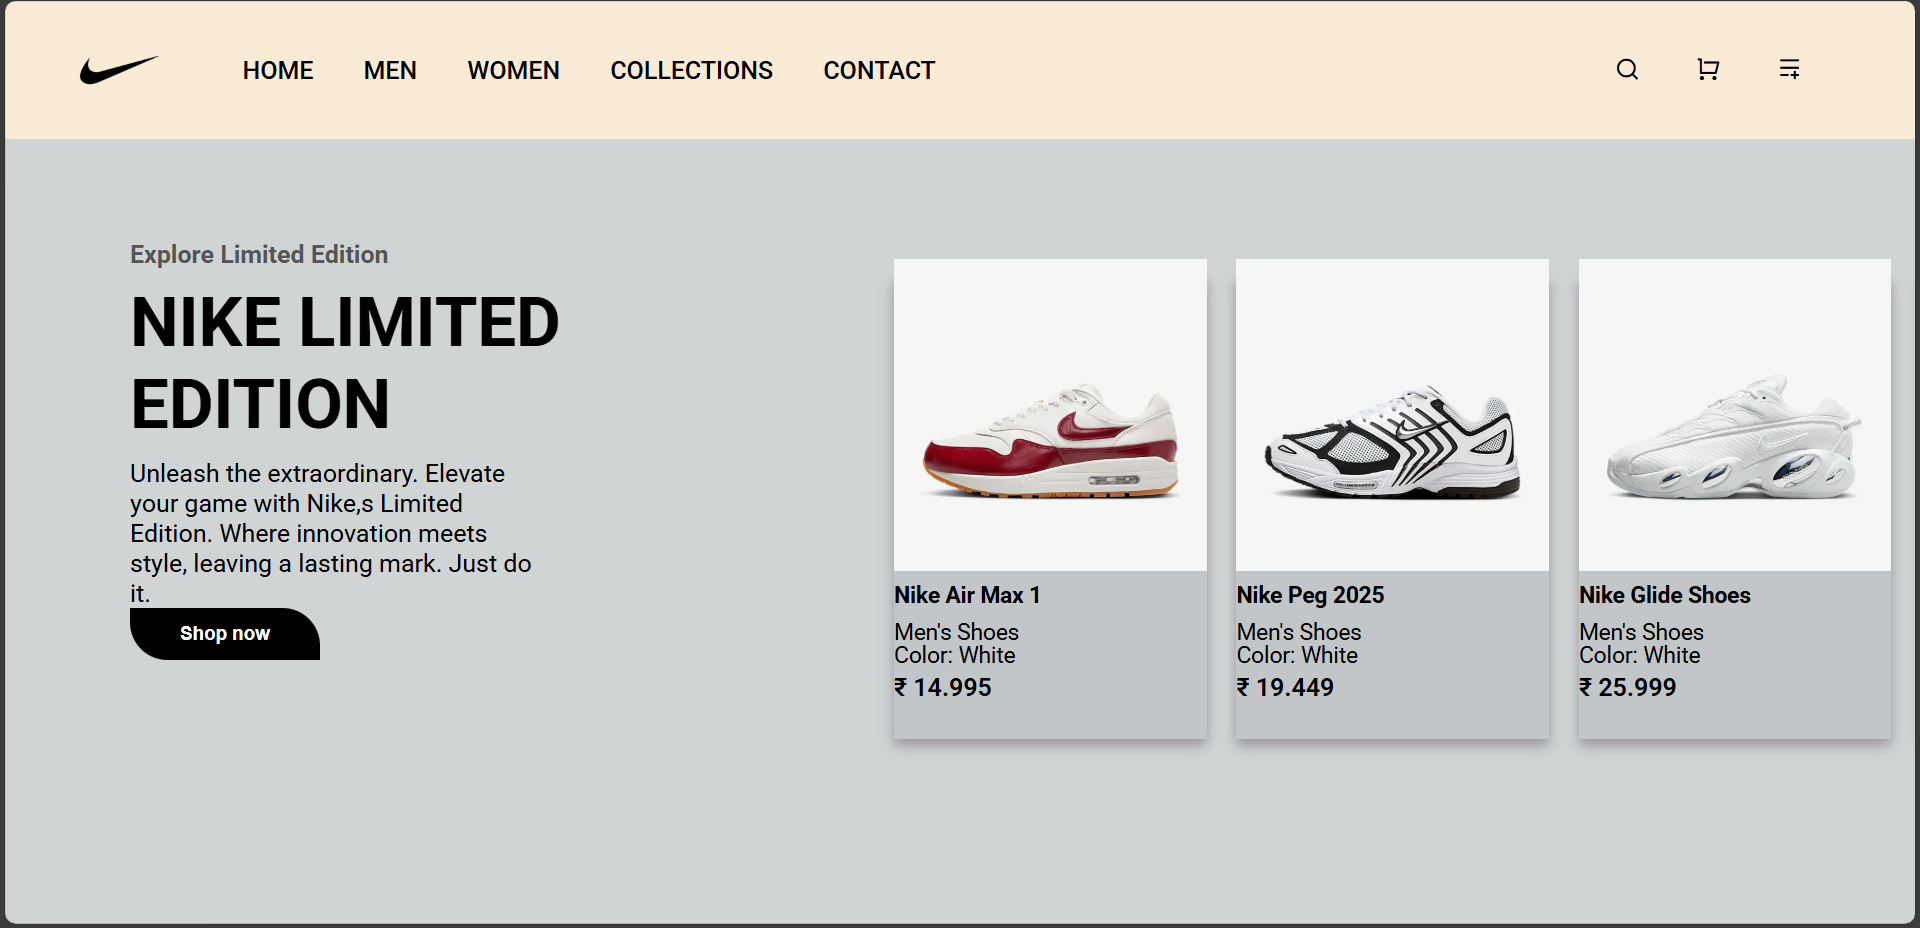 HOME MEN WOMEN COLLECTIONS CONTACT
Explore Limited Edition
NIKE LIMITED
EDITION
Unleash the extraordinary. Elevate
your game with Nike,s Limited
Edition. Where innovation meets
style, leaving a lasting mark. Just do
it.
Shop now
Nike Air Max 1
Men's Shoes
Color: White
₹ 14.995
Nike Peg 2025
Men's Shoes
Color: White
₹ 19.449
Nike Glide Shoes
Men's Shoes
Color: White
₹ 25.999